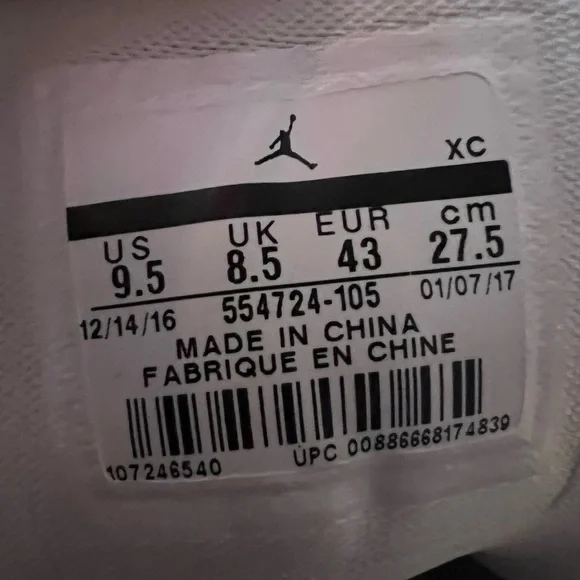 XC
US UK EUR cm
9.5 8.5 43 27.5
12/14/16 554724-105 01/07/17
MADE IN CHINA
FABRIQUE EN CHINE
107246540 UPC 00886668174839